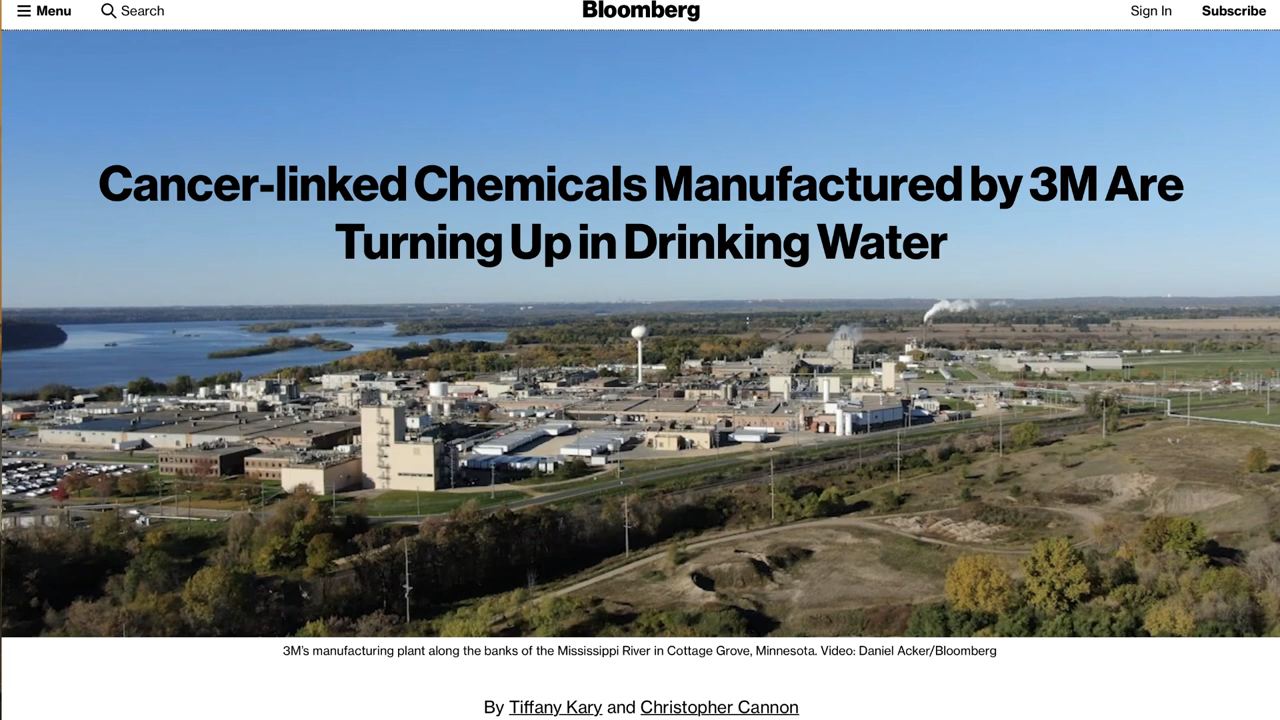 Menu
Search
Bloomberg
Sign In
Subscribe
Cancer-linked Chemicals Manufactured by 3M Are
Turning Up in Drinking Water
3M's manufacturing plant along the banks of the Mississippi River in Cottage Grove, Minnesota. Video: Daniel Acker/Bloomberg
By Tiffany Kary and Christopher Cannon